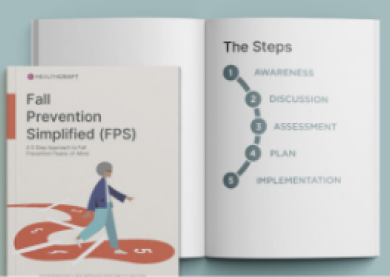 HEALTHCRAFT
Fall
Prevention
Simplified (FPS)
A 5 Step Approach to Fall
Prevention Peace of Mind
The Steps
1 AWARENESS
2 DISCUSSION
3 ASSESSMENT
4 PLAN
5 IMPLEMENTATION